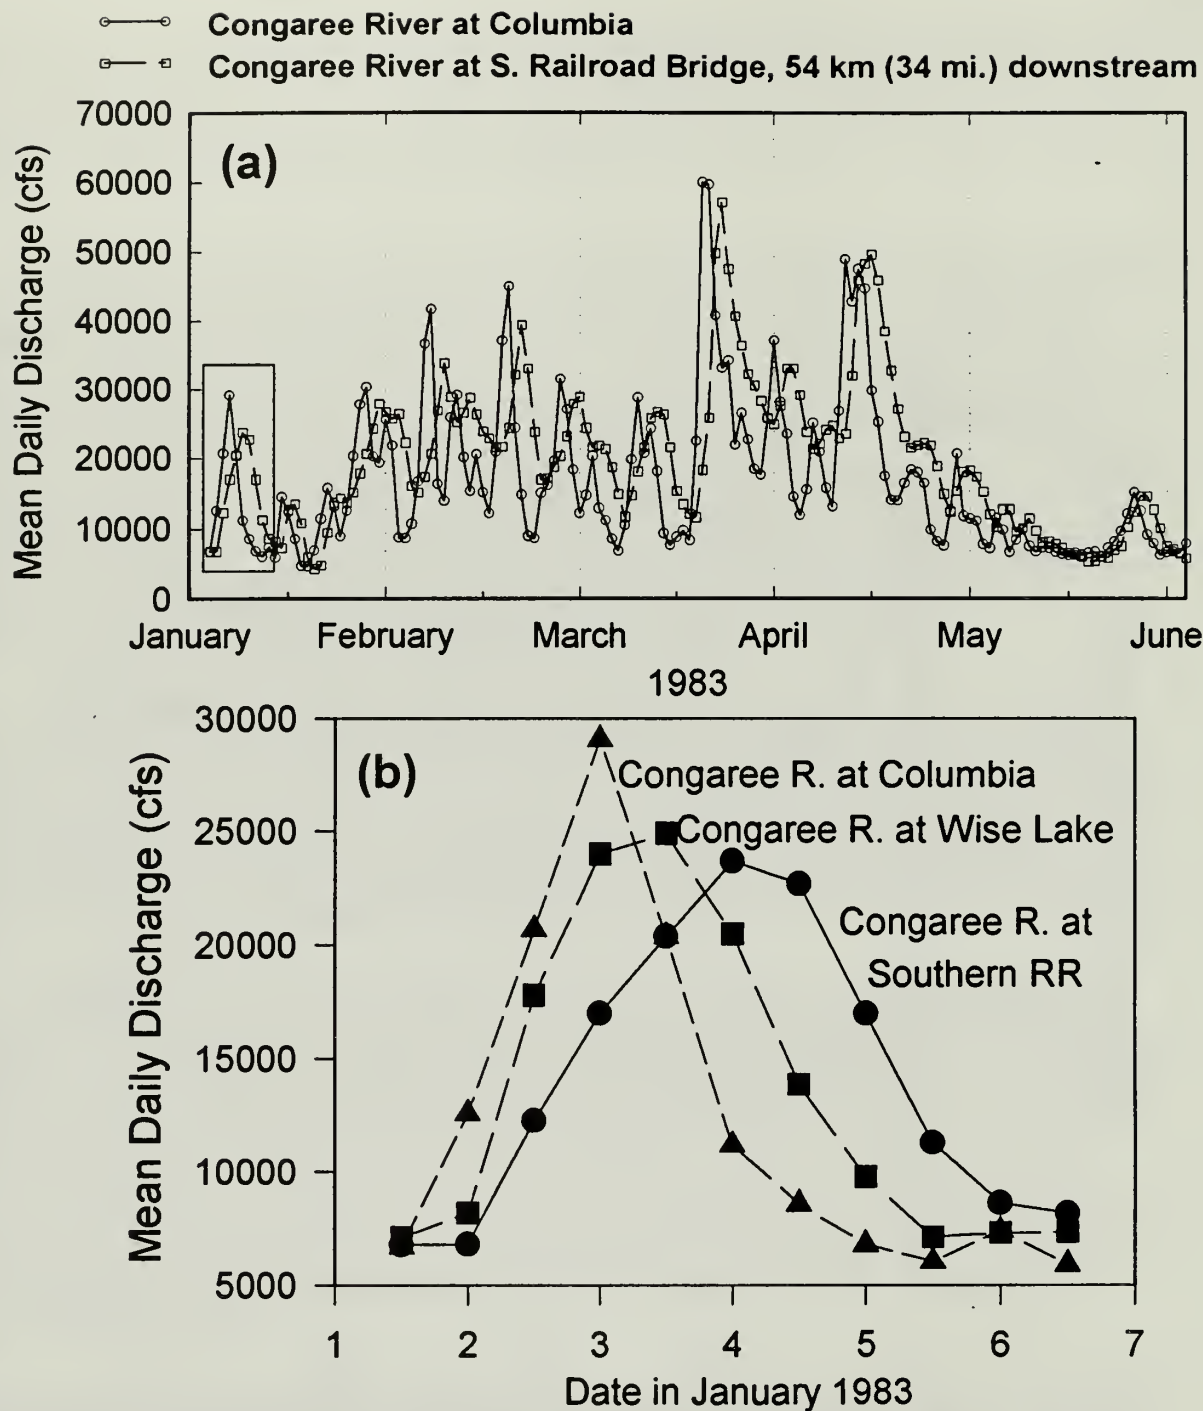 Congaree River at Columbia
Congaree River at S. Railroad Bridge, 54 km (34 mi.) downstream
(a)
Mean Daily Discharge (cfs)
70000
60000
50000
40000
30000
20000
10000
0
January February March April May June
1983
(b)
Mean Daily Discharge (cfs)
30000
25000
20000
15000
10000
5000
Congaree R. at Columbia
Congaree R. at Wise Lake
Congaree R. at
Southern RR
1 2 3 4 5 6 7
Date in January 1983